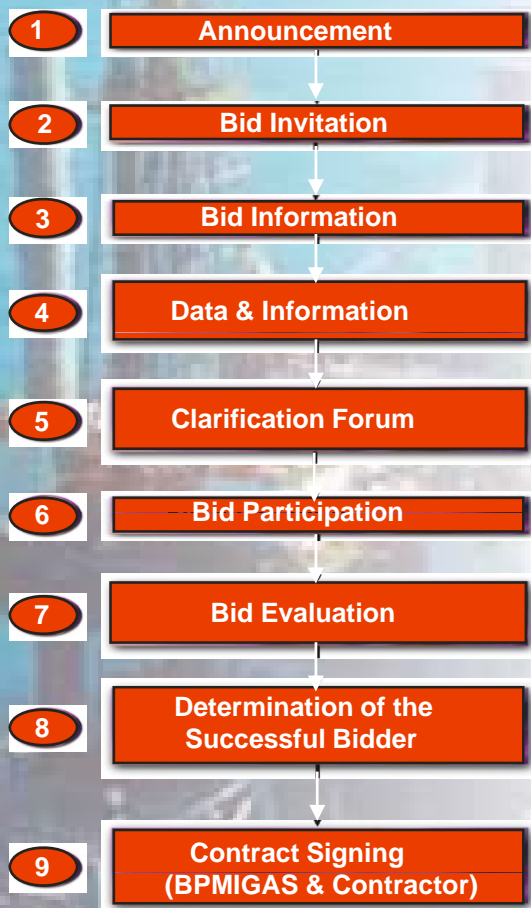 1 Announcement
2 Bid Invitation
3 Bid Information
4 Data & Information
5 Clarification Forum
6 Bid Participation
7 Bid Evaluation
8 Determination of the
Successful Bidder
9 Contract Signing
(BPMIGAS & Contractor)